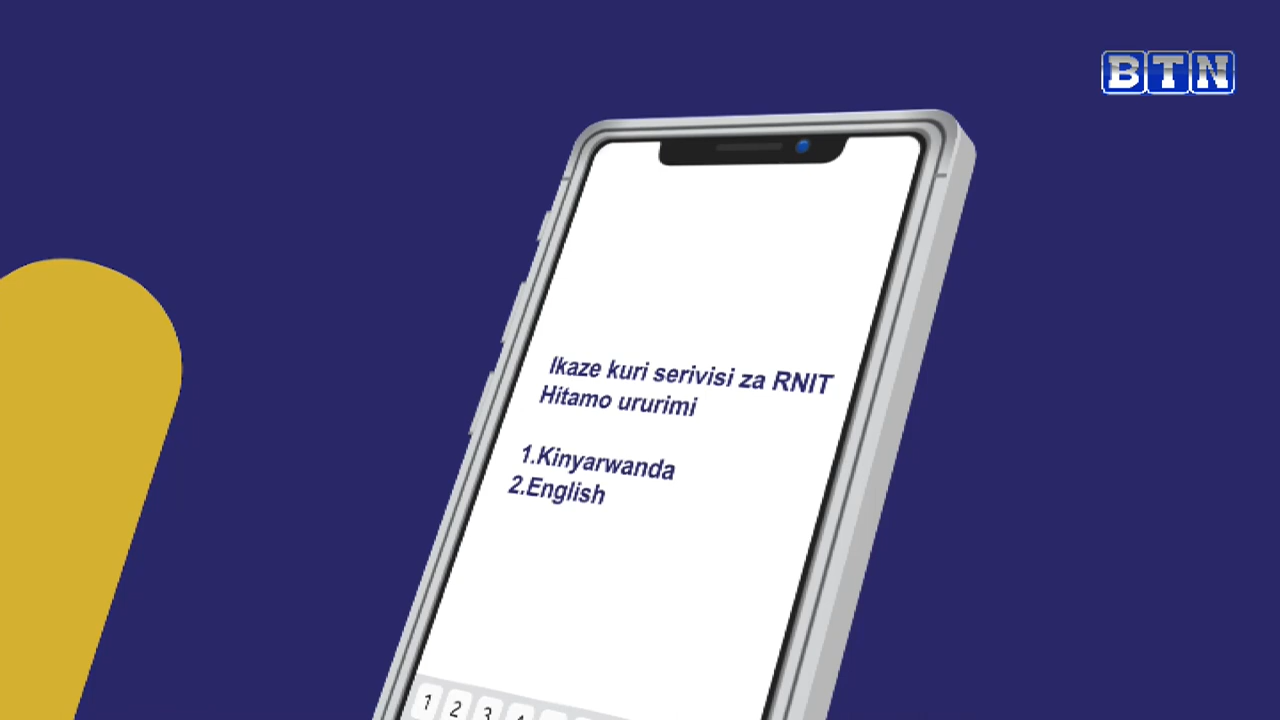 BTN
Ikaze kuri serivisi za RNIT
Hitamo ururimi
1.Kinyarwanda
2.English
1 2 3 4